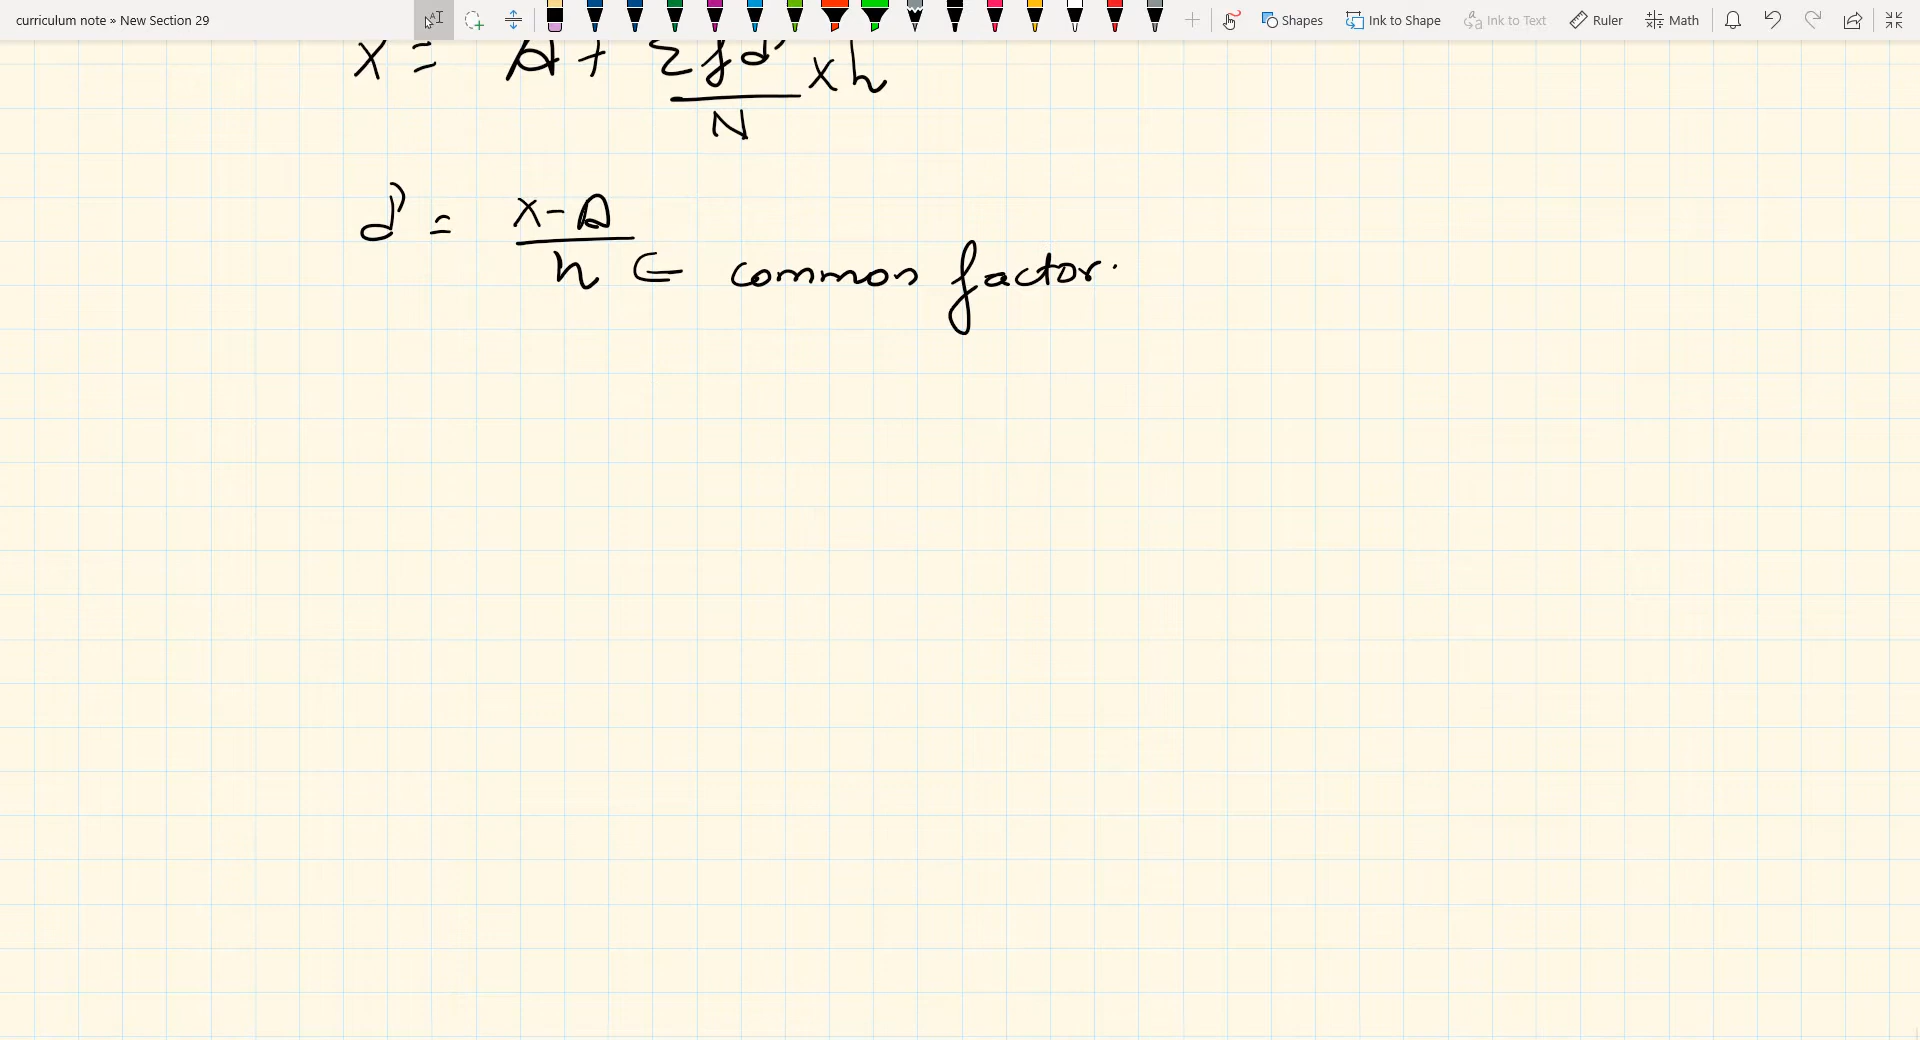 curriculum note » New Section 29
Shapes Ink to Shape Ink to Text Ruler Math
X = A + Σfd' x h
N
d' = x - A
h ∈ common factor.